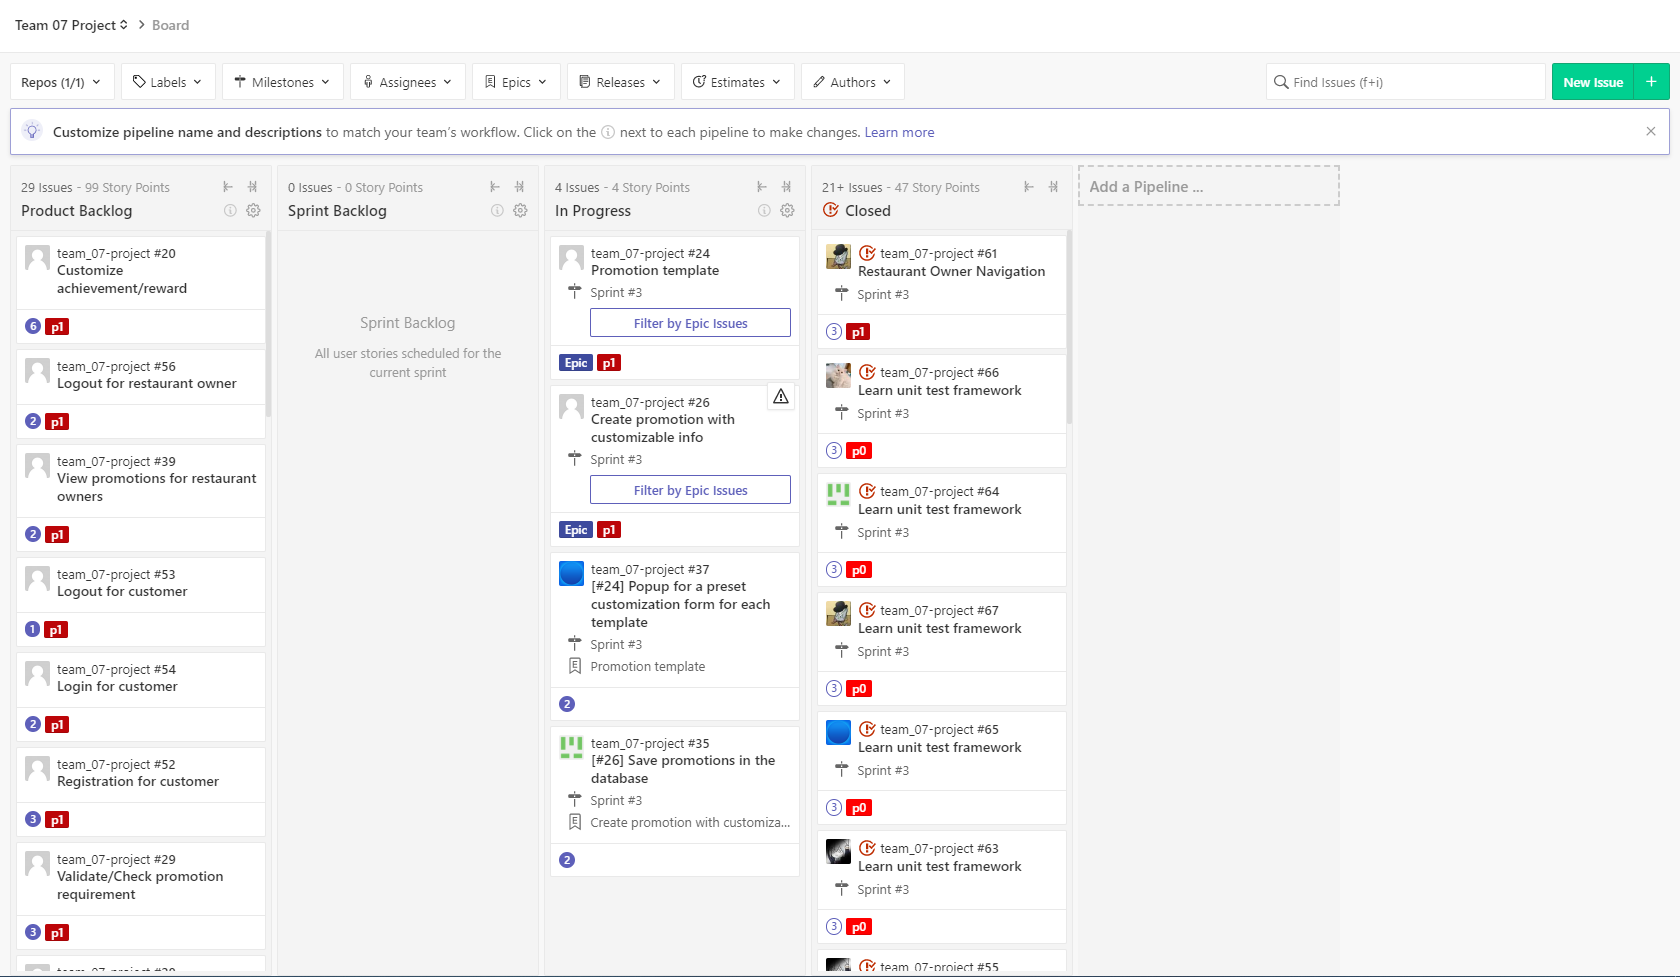 Team 07 Project > Board
Repos (1/1) Labels Milestones Assignees Epics Releases Estimates Authors Find Issues (f+i) New Issue +
Customize pipeline name and descriptions to match your team's workflow. Click on the ⓘ next to each pipeline to make changes. Learn more
29 Issues - 99 Story Points
Product Backlog
team_07-project #20
Customize
achievement/reward
6 p1
team_07-project #56
Logout for restaurant owner
2 p1
team_07-project #39
View promotions for restaurant
owners
2 p1
team_07-project #53
Logout for customer
1 p1
team_07-project #54
Login for customer
2 p1
team_07-project #52
Registration for customer
3 p1
team_07-project #29
Validate/Check promotion
requirement
3 p1
0 Issues - 0 Story Points
Sprint Backlog
Sprint Backlog
All user stories scheduled for the
current sprint
4 Issues - 4 Story Points
In Progress
team_07-project #24
Promotion template
Sprint #3
Filter by Epic Issues
Epic p1
team_07-project #26
Create promotion with
customizable info
Sprint #3
Filter by Epic Issues
Epic p1
team_07-project #37
[#24] Popup for a preset
customization form for each
template
Sprint #3
Promotion template
2
team_07-project #35
[#26] Save promotions in the
database
Sprint #3
Create promotion with customiza...
2
21+ Issues - 47 Story Points
Closed
team_07-project #61
Restaurant Owner Navigation
Sprint #3
3 p1
team_07-project #66
Learn unit test framework
Sprint #3
3 p0
team_07-project #64
Learn unit test framework
Sprint #3
3 p0
team_07-project #67
Learn unit test framework
Sprint #3
3 p0
team_07-project #65
Learn unit test framework
Sprint #3
3 p0
team_07-project #63
Learn unit test framework
Sprint #3
3 p0
team_07-project #55
Add a Pipeline ...